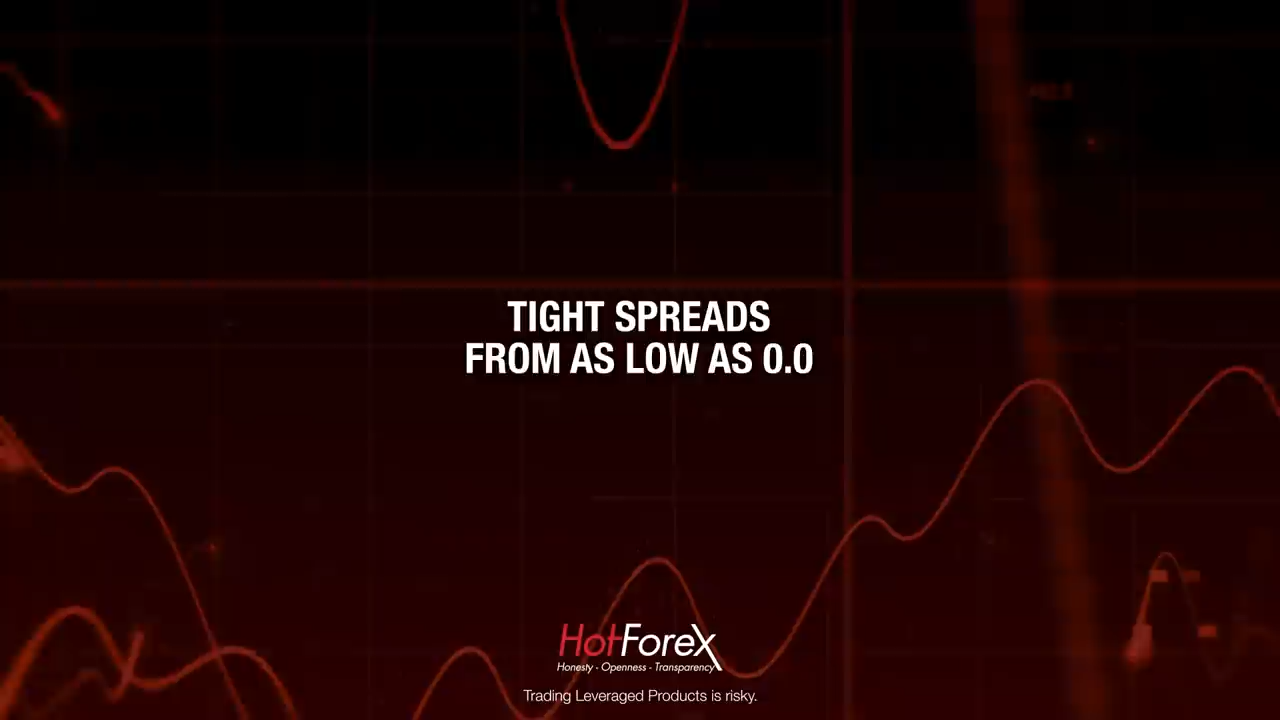 TIGHT SPREADS
FROM AS LOW AS 0.0
HotForex
Honesty - Openness - Transparency
Trading Leveraged Products is risky.